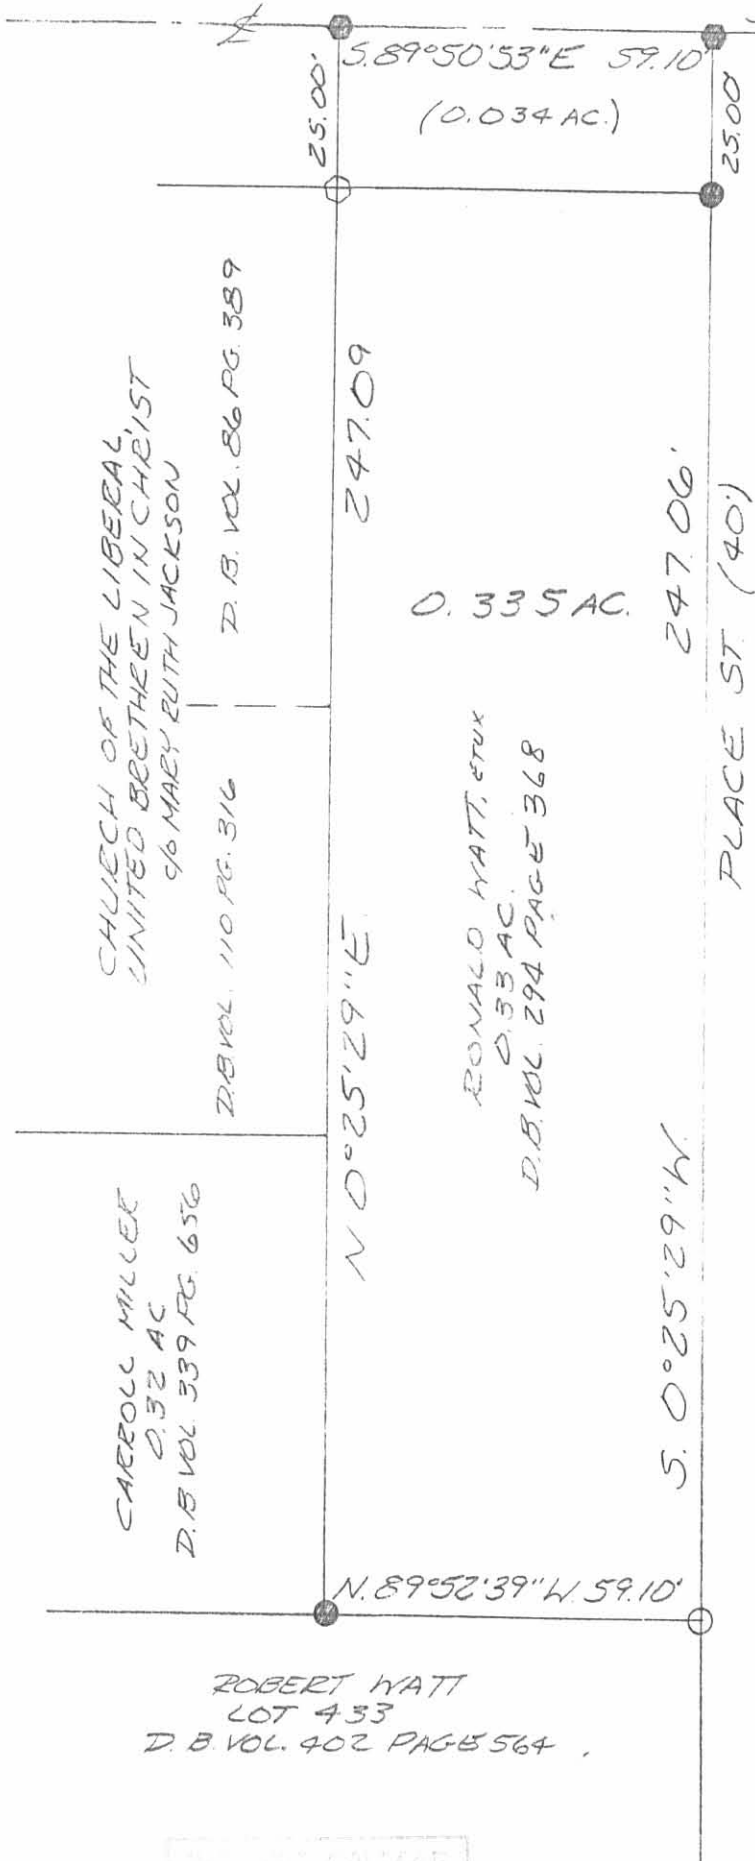 S.89°50'53"E 59.10'
(0.034 AC.)
25.00'
25.00
CHURCH OF THE LIBERAL,
UNITED BRETHREN IN CHRIST
c/o MARY RUTH JACKSON
D.B. VOL. 86 PG. 389
D.B. VOL. 110 PG. 316
247.09
N 0°25'29"E.
0.335 AC.
RONALD WATT, ETUX
0.33 AC.
D.B. VOL. 294 PAGE 368
247.06'
S. 0°25'29"W.
PLACE ST. (40')
CARROLL MILLER
0.32 AC
D.B VOL. 339 PG. 656
N.89°52'39"W. 59.10'
ROBERT WATT
LOT 433
D. B. VOL. 402 PAGE 564